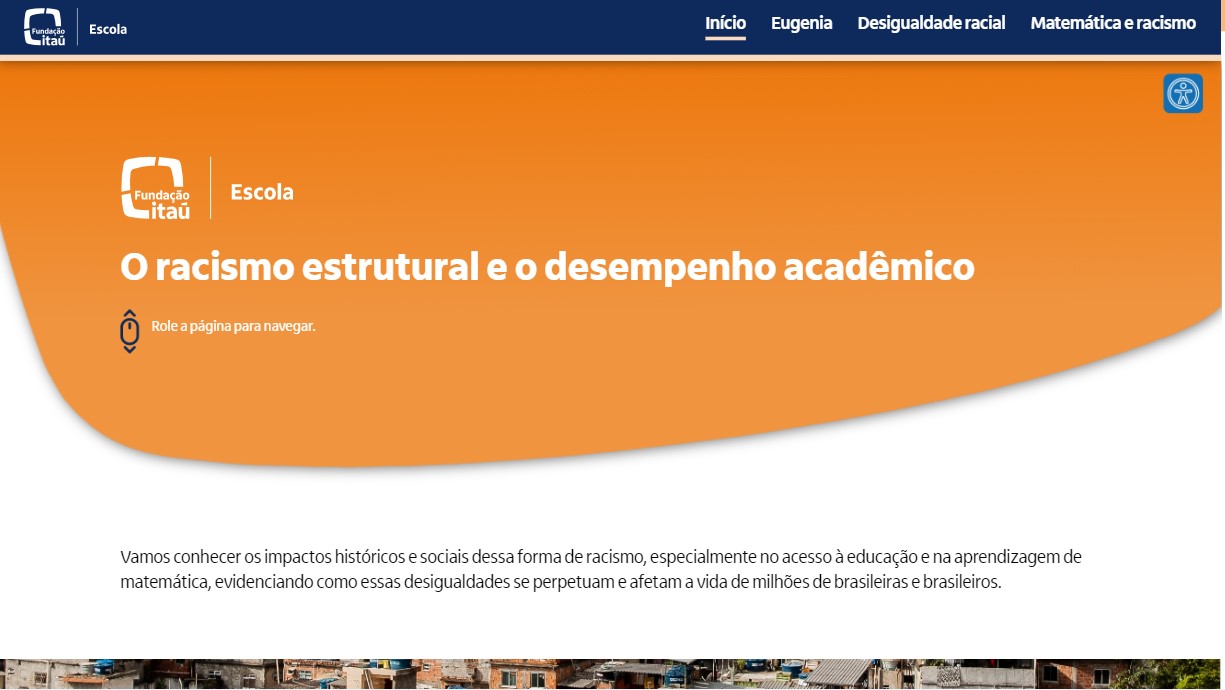 Fundação
itaú
Escola
Início
Eugenia
Desigualdade racial
Matemática e racismo
Fundação
itaú
Escola
O racismo estrutural e o desempenho acadêmico
Role a página para navegar.
Vamos conhecer os impactos históricos e sociais dessa forma de racismo, especialmente no acesso à educação e na aprendizagem de
matemática, evidenciando como essas desigualdades se perpetuam e afetam a vida de milhões de brasileiras e brasileiros.